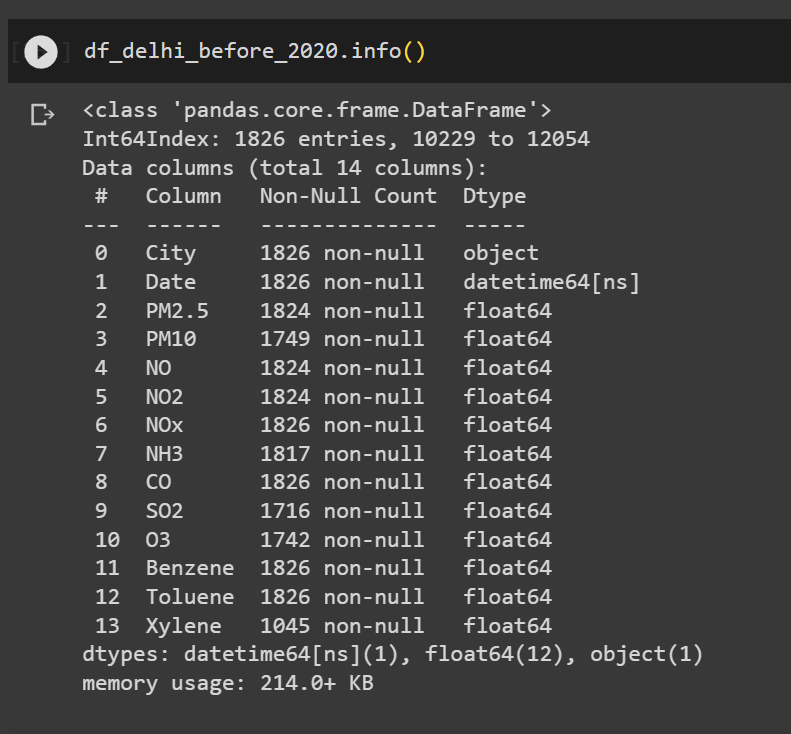 df_delhi_before_2020.info()
<class 'pandas.core.frame.DataFrame'>
Int64Index: 1826 entries, 10229 to 12054
Data columns (total 14 columns):
 #   Column   Non-Null Count  Dtype
---  ------   --------------  -----
 0   City     1826 non-null   object
 1   Date     1826 non-null   datetime64[ns]
 2   PM2.5    1824 non-null   float64
 3   PM10     1749 non-null   float64
 4   NO       1824 non-null   float64
 5   NO2      1824 non-null   float64
 6   NOx      1826 non-null   float64
 7   NH3      1817 non-null   float64
 8   CO       1826 non-null   float64
 9   SO2      1716 non-null   float64
 10  O3       1742 non-null   float64
 11  Benzene  1826 non-null   float64
 12  Toluene  1826 non-null   float64
 13  Xylene   1045 non-null   float64
dtypes: datetime64[ns](1), float64(12), object(1)
memory usage: 214.0+ KB